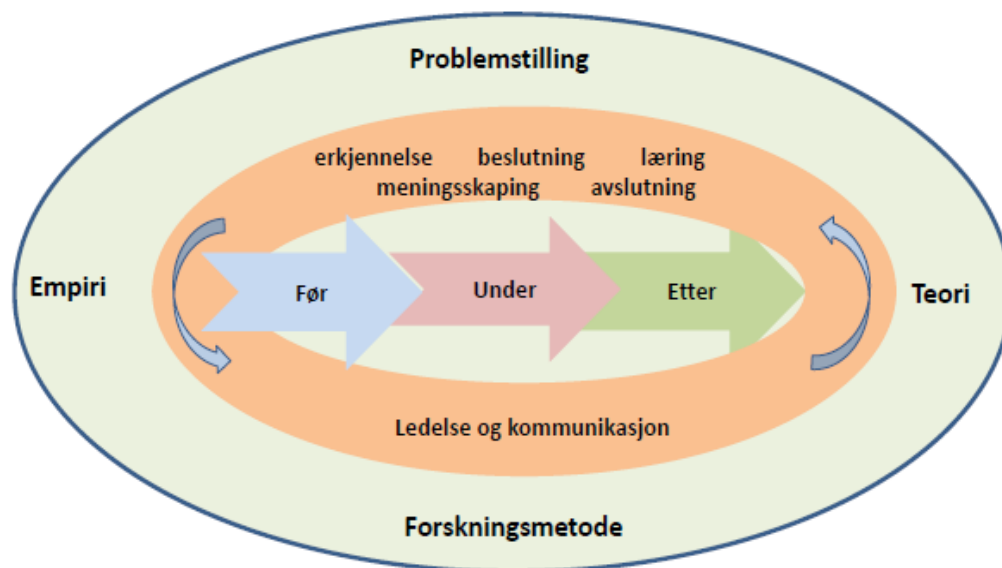 Problemstilling
erkjennelse beslutning læring
meningsskaping avslutning
Empiri
Før
Under
Etter
Teori
Ledelse og kommunikasjon
Forskningsmetode